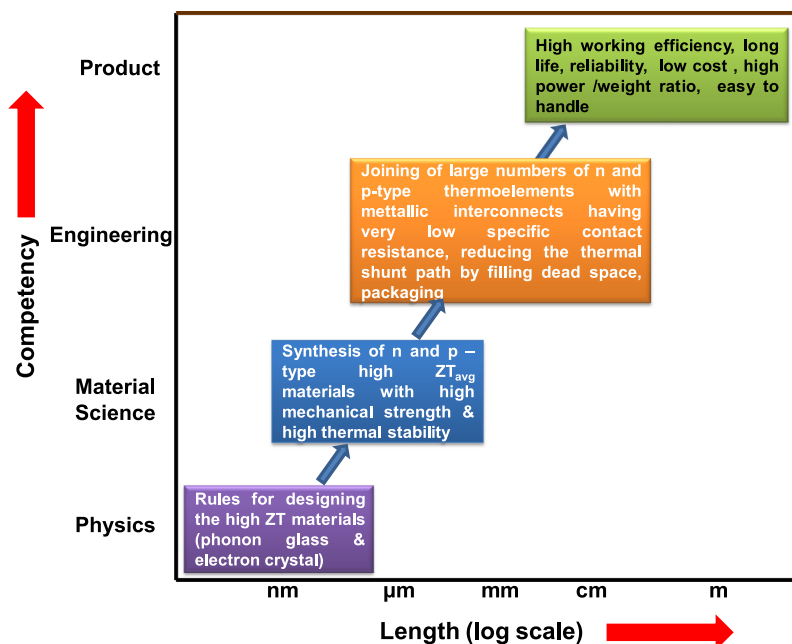 Product
High working efficiency, long
life, reliability, low cost , high
power /weight ratio, easy to
handle
Joining of large numbers of n and
p-type thermoelements with
mettallic interconnects having
very low specific contact
resistance, reducing the thermal
shunt path by filling dead space,
packaging
Engineering
Competency
Synthesis of n and p –
type high ZTavg
materials with high
mechanical strength &
high thermal stability
Material
Science
Rules for designing
the high ZT materials
(phonon glass &
electron crystal)
Physics
nm µm mm cm m
Length (log scale)